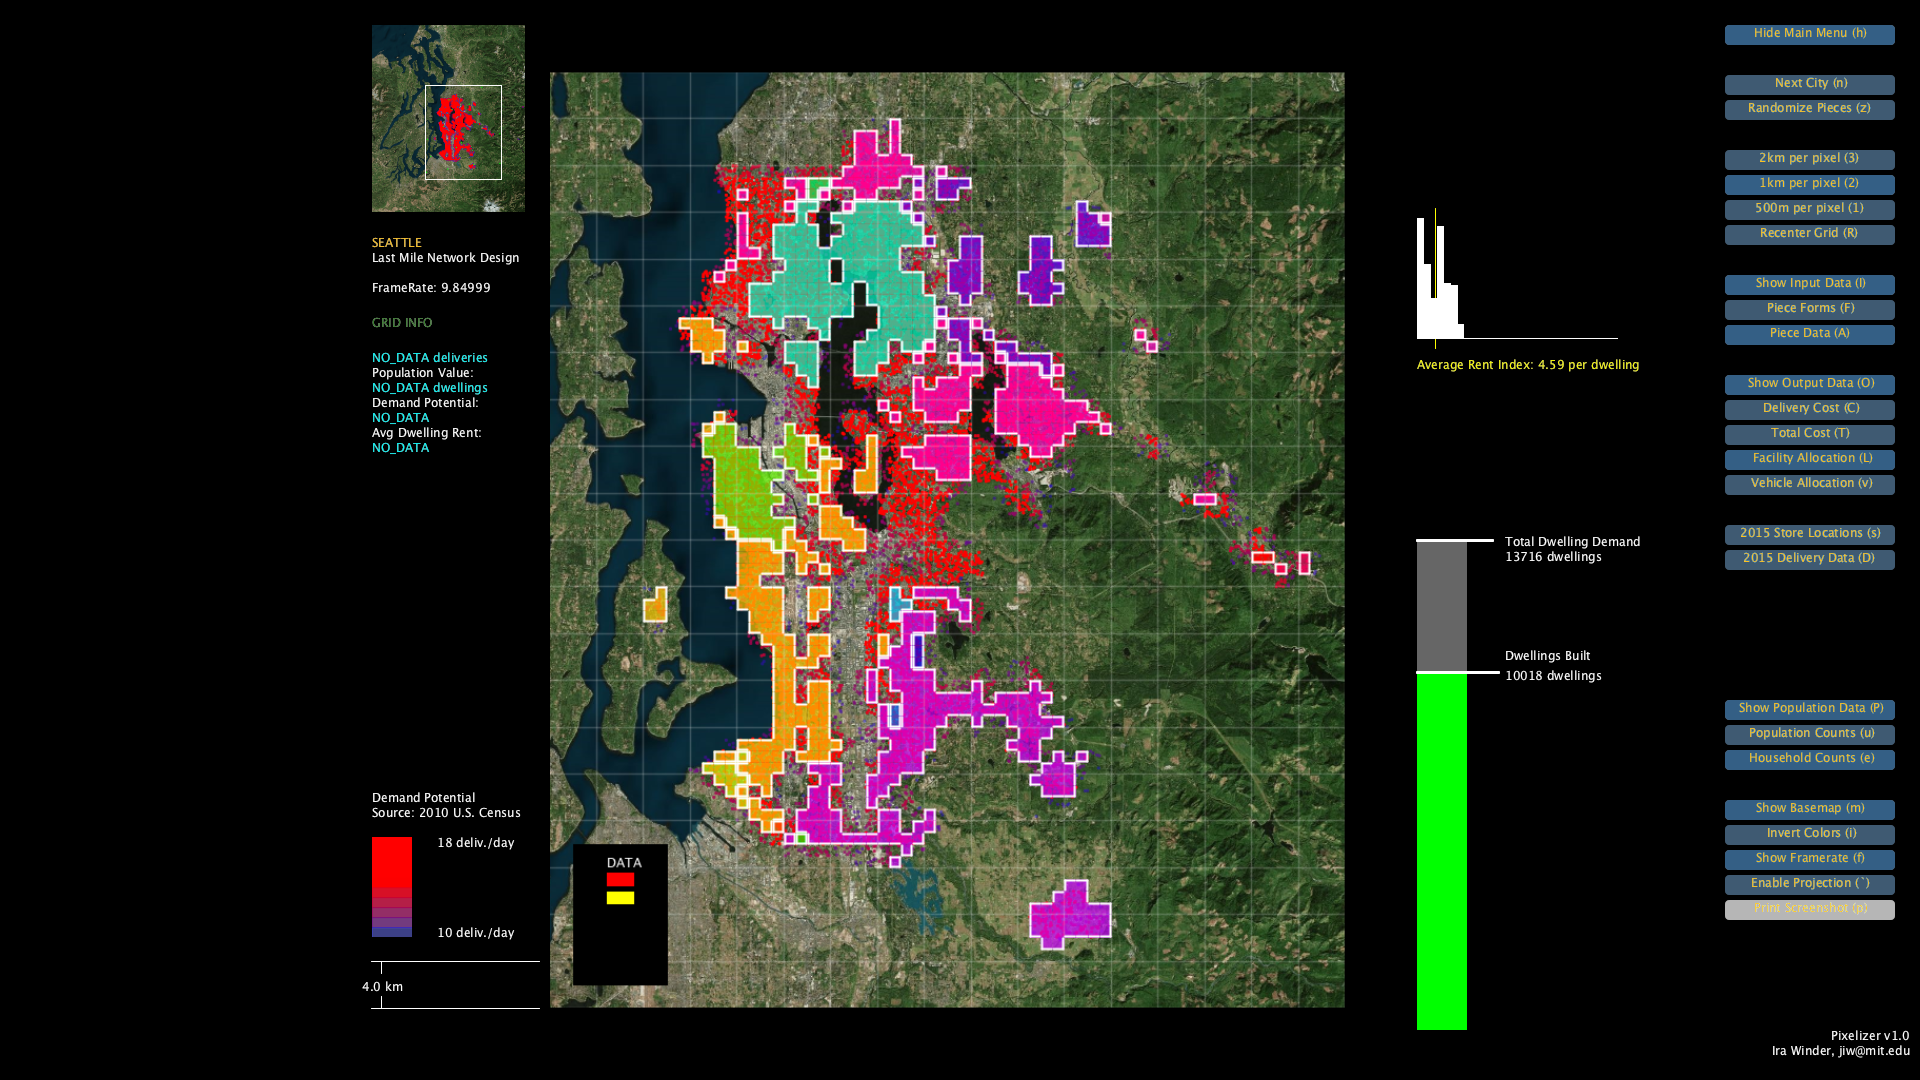 SEATTLE
Last Mile Network Design
FrameRate: 9.84999
GRID INFO
NO_DATA deliveries
Population Value:
NO_DATA dwellings
Demand Potential:
NO_DATA
Avg Dwelling Rent:
NO_DATA
Demand Potential
Source: 2010 U.S. Census
18 deliv./day
10 deliv./day
4.0 km
DATA
Average Rent Index: 4.59 per dwelling
Total Dwelling Demand
13716 dwellings
Dwellings Built
10018 dwellings
Hide Main Menu (h)
Next City (n)
Randomize Pieces (z)
2km per pixel (3)
1km per pixel (2)
500m per pixel (1)
Recenter Grid (R)
Show Input Data (I)
Piece Forms (F)
Piece Data (A)
Show Output Data (O)
Delivery Cost (C)
Total Cost (T)
Facility Allocation (L)
Vehicle Allocation (v)
2015 Store Locations (s)
2015 Delivery Data (D)
Show Population Data (P)
Population Counts (u)
Household Counts (e)
Show Basemap (m)
Invert Colors (i)
Show Framerate (f)
Enable Projection (`)
Print Screenshot (p)
Pixelizer v1.0
Ira Winder, jiw@mit.edu